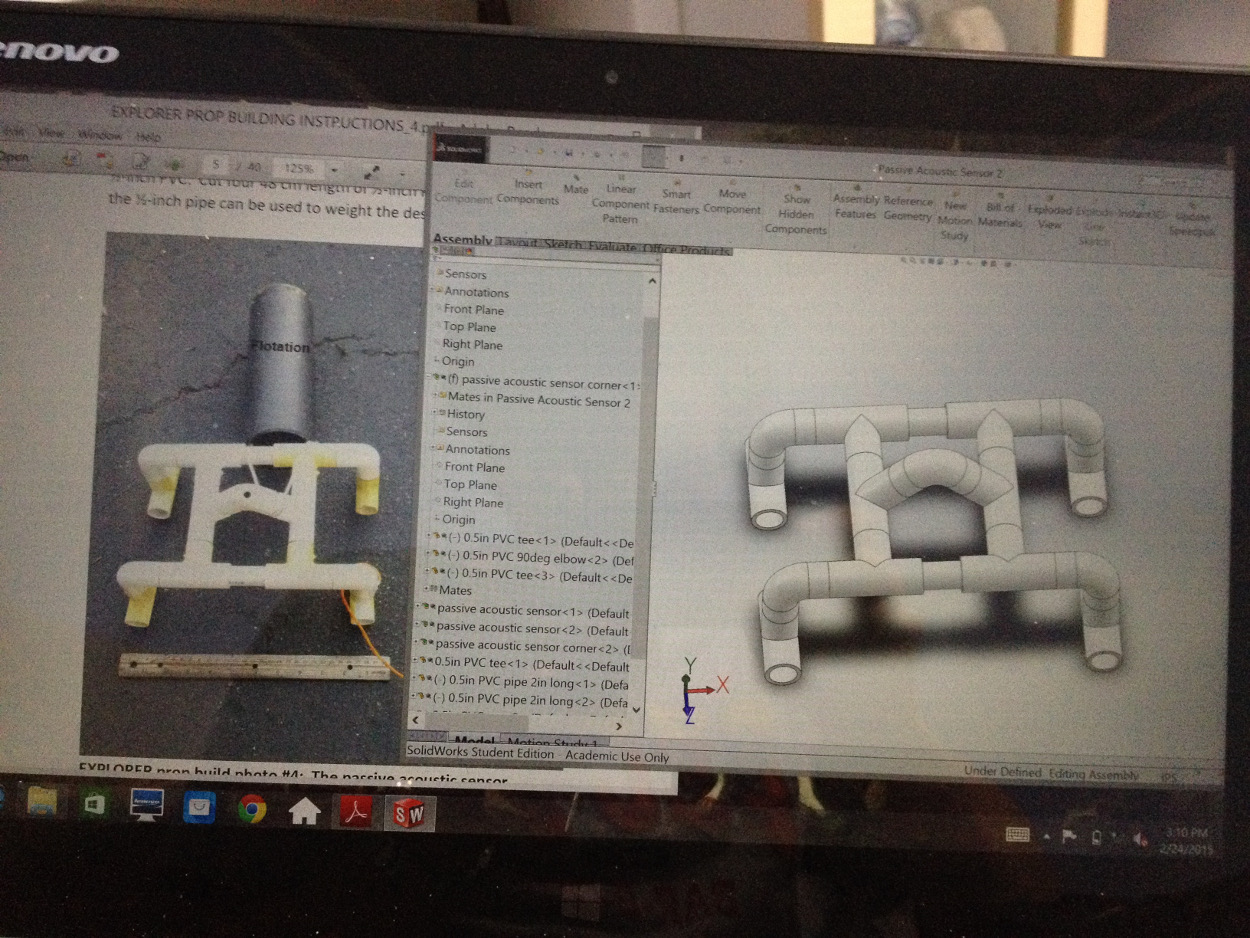 enovo
EXPLORER PROP BUILDING INSTRUCTIONS_4.pdf
Edit View Window Help
Open
5 / 40 125%
½-inch PVC. Cut four 48 cm length of ½-inch
the ½-inch pipe can be used to weight the des
Flotation
EXPLORER prop build photo #4: The passive acoustic sensor
SOLIDWORKS
Passive Acoustic Sensor 2
Edit Component
Insert Components
Mate
Linear Component Pattern
Smart Fasteners
Move Component
Show Hidden Components
Assembly Features
Reference Geometry
New Motion Study
Bill of Materials
Exploded View
Explode Line Sketch
Instant3D
Update Speedpak
Assembly Layout Sketch Evaluate Office Products
Sensors
Annotations
Front Plane
Top Plane
Right Plane
Origin
(f) passive acoustic sensor corner<1>
Mates in Passive Acoustic Sensor 2
History
Sensors
Annotations
Front Plane
Top Plane
Right Plane
Origin
(-) 0.5in PVC tee<1> (Default<<De
(-) 0.5in PVC 90deg elbow<2> (Def
(-) 0.5in PVC tee<3> (Default<<De
Mates
passive acoustic sensor<1> (Default
passive acoustic sensor<2> (Default
passive acoustic sensor corner<2> (I
0.5in PVC tee<1> (Default<<Default
(-) 0.5in PVC pipe 2in long<1> (Defa
(-) 0.5in PVC pipe 2in long<2> (Defa
Y
X
Z
Model Motion Study 1
SolidWorks Student Edition Academic Use Only
Under Defined Editing Assembly IPS
SW
3:10 PM
2/24/2015